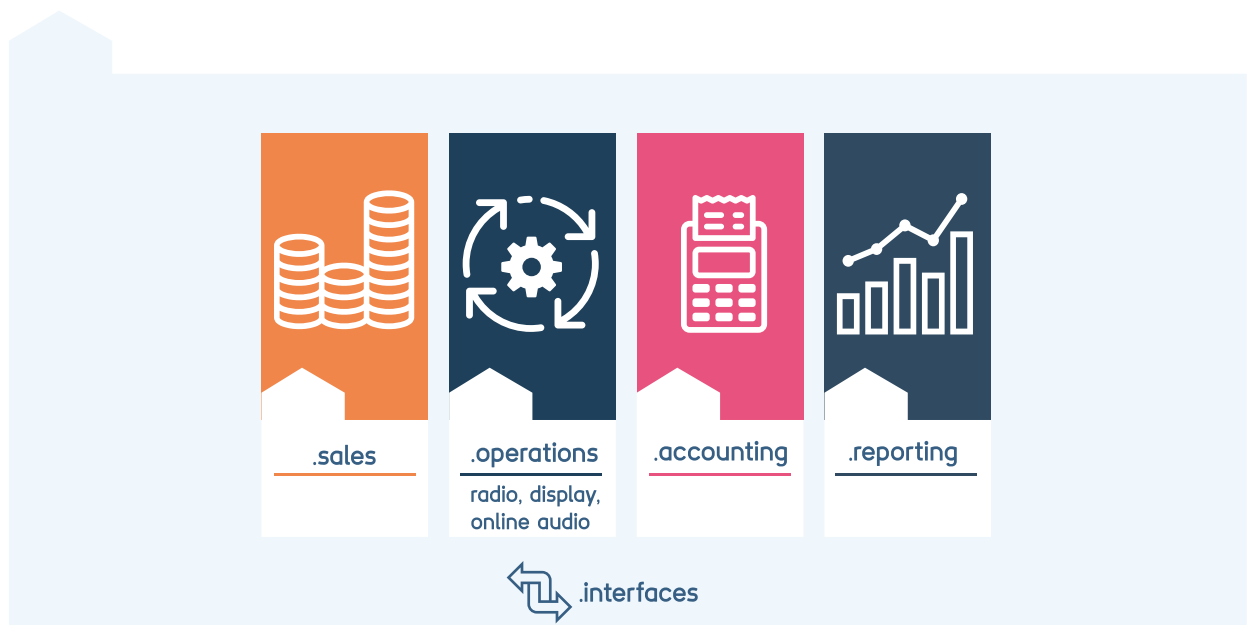 .sales
.operations
radio, display,
online audio
.accounting
.reporting
.interfaces